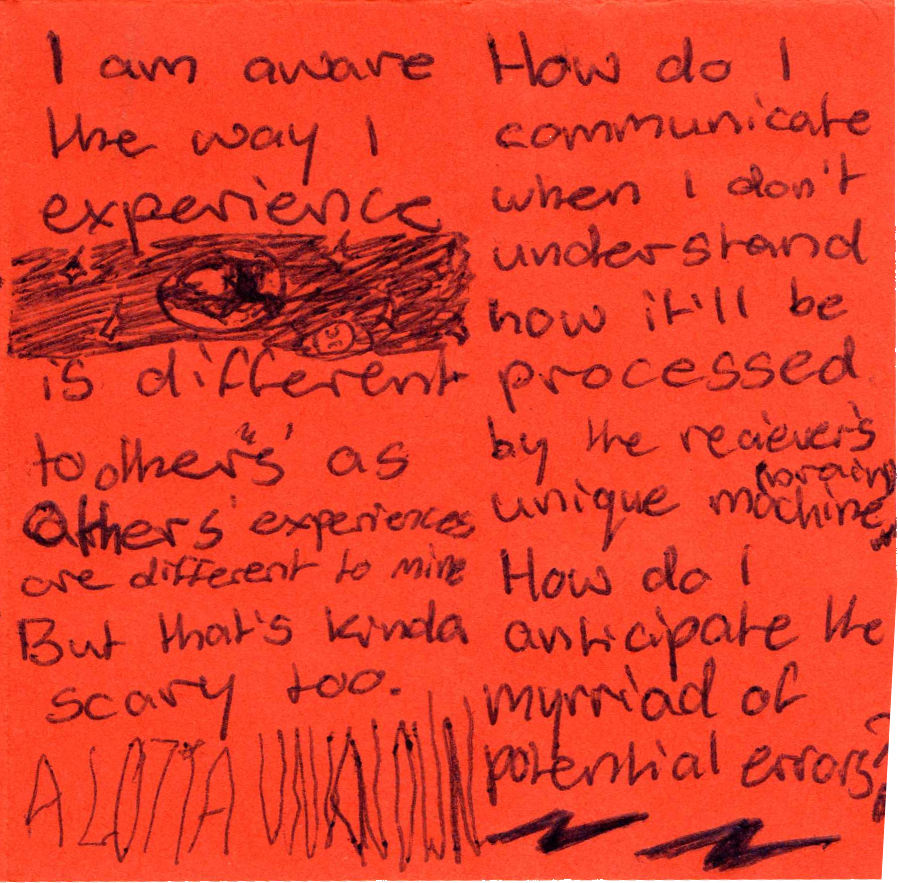 I am aware
the way I
experience
is different
to others' as
Others' experiences
are different to mine
But that's kinda
scary too.
A LOTTA UNKNOWN
How do I
communicate
when I don't
understand
how it'll be
processed
by the reciever's
(brain)
unique machine?
How do I
anticipate the
myrriad of
potential errors?